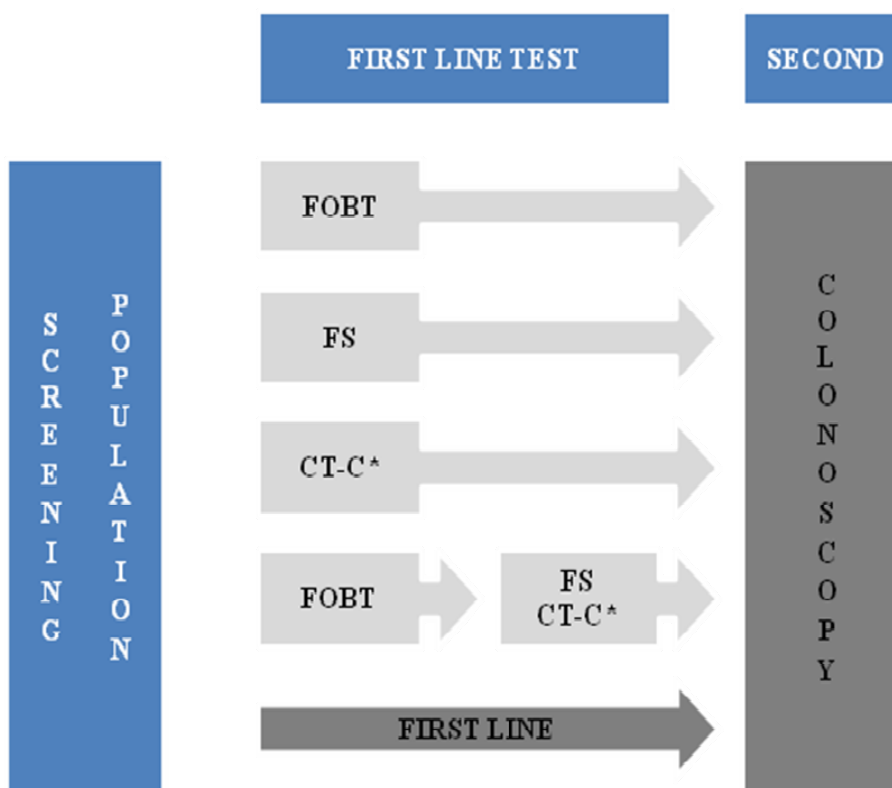 FIRST LINE TEST
SECOND
SCREENING
POPULATION
FOBT
FS
CT-C*
FOBT
FS
CT-C*
FIRST LINE
COLONOSCOPY